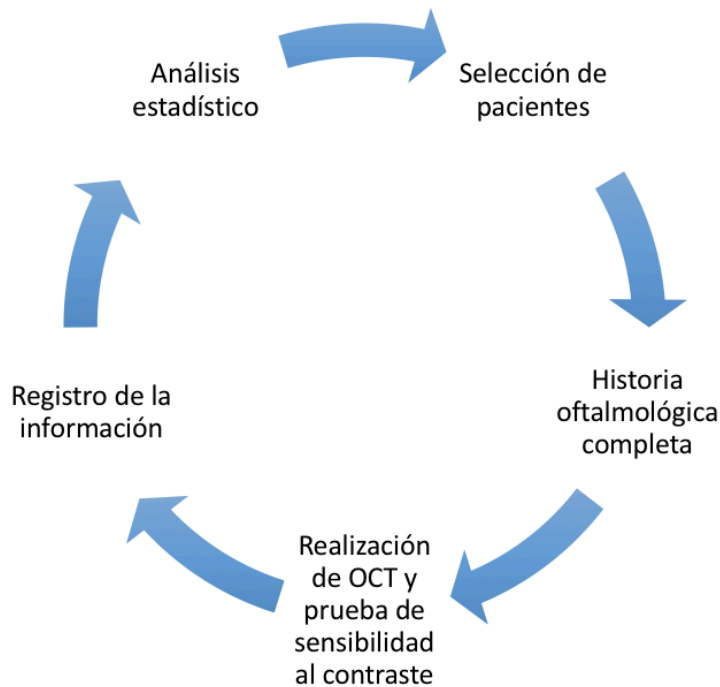 Análisis
estadístico
Selección de
pacientes
Historia
oftalmológica
completa
Realización
de OCT y
prueba de
sensibilidad
al contraste
Registro de la
información